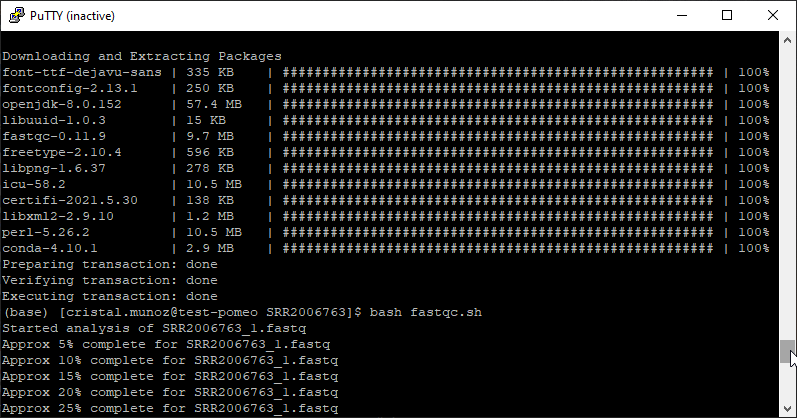 PuTTY (inactive)
Downloading and Extracting Packages
font-ttf-dejavu-sans | 335 KB    | ###################################################### | 100%
fontconfig-2.13.1    | 250 KB    | ###################################################### | 100%
openjdk-8.0.152      | 57.4 MB   | ###################################################### | 100%
libuuid-1.0.3        | 15 KB     | ###################################################### | 100%
fastqc-0.11.9        | 9.7 MB    | ###################################################### | 100%
freetype-2.10.4      | 596 KB    | ###################################################### | 100%
libpng-1.6.37        | 278 KB    | ###################################################### | 100%
icu-58.2             | 10.5 MB   | ###################################################### | 100%
certifi-2021.5.30    | 138 KB    | ###################################################### | 100%
libxml2-2.9.10       | 1.2 MB    | ###################################################### | 100%
perl-5.26.2          | 10.5 MB   | ###################################################### | 100%
conda-4.10.1         | 2.9 MB    | ###################################################### | 100%
Preparing transaction: done
Verifying transaction: done
Executing transaction: done
(base) [cristal.munoz@test-pomeo SRR2006763]$ bash fastqc.sh
Started analysis of SRR2006763_1.fastq
Approx 5% complete for SRR2006763_1.fastq
Approx 10% complete for SRR2006763_1.fastq
Approx 15% complete for SRR2006763_1.fastq
Approx 20% complete for SRR2006763_1.fastq
Approx 25% complete for SRR2006763_1.fastq